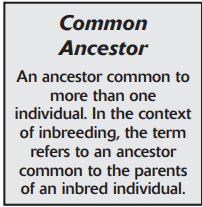 Common
Ancestor
An ancestor common to
more than one
individual. In the context
of inbreeding, the term
refers to an ancestor
common to the parents
of an inbred individual.